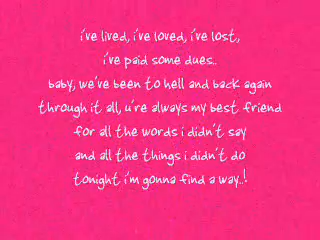 i've lived, i've loved, i've lost,
i've paid some dues..
baby, we've been to hell and back again
through it all, u're always my best friend
for all the words i didn't say
and all the things i didn't do
tonight i'm gonna find a way..!